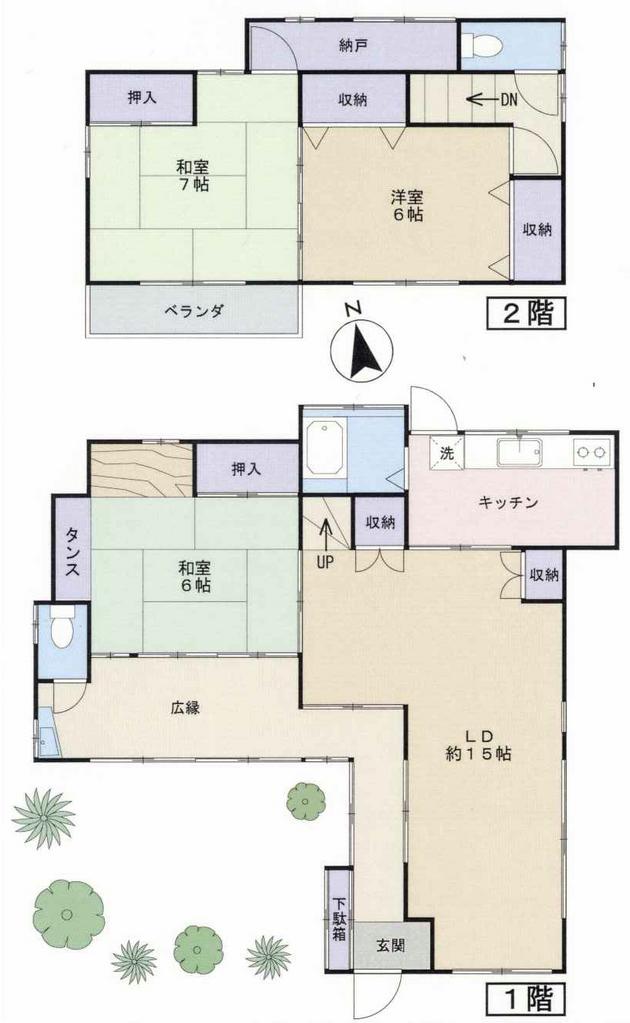 納戸
押入
収納
DN
和室
7帖
洋室
6帖
収納
ベランダ
2階
N
洗
押入
キッチン
収納
タンス
UP
和室
6帖
収納
広縁
LD
約15帖
下駄箱
玄関
1階